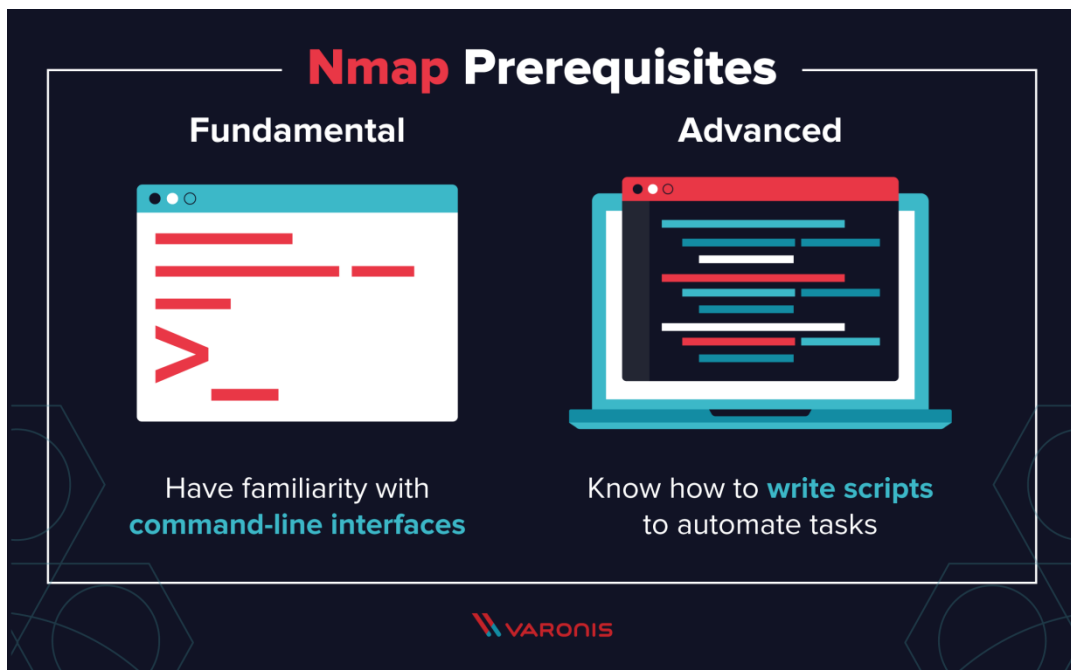 Nmap Prerequisites
Fundamental
Advanced
>_
Have familiarity with
command-line interfaces
Know how to write scripts
to automate tasks
VARONIS